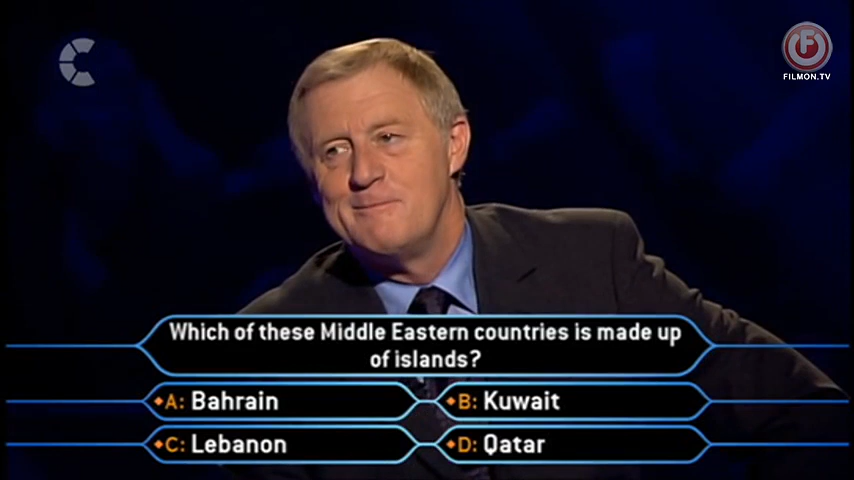 FILMON.TV
Which of these Middle Eastern countries is made up
of islands?
A: Bahrain
B: Kuwait
C: Lebanon
D: Qatar